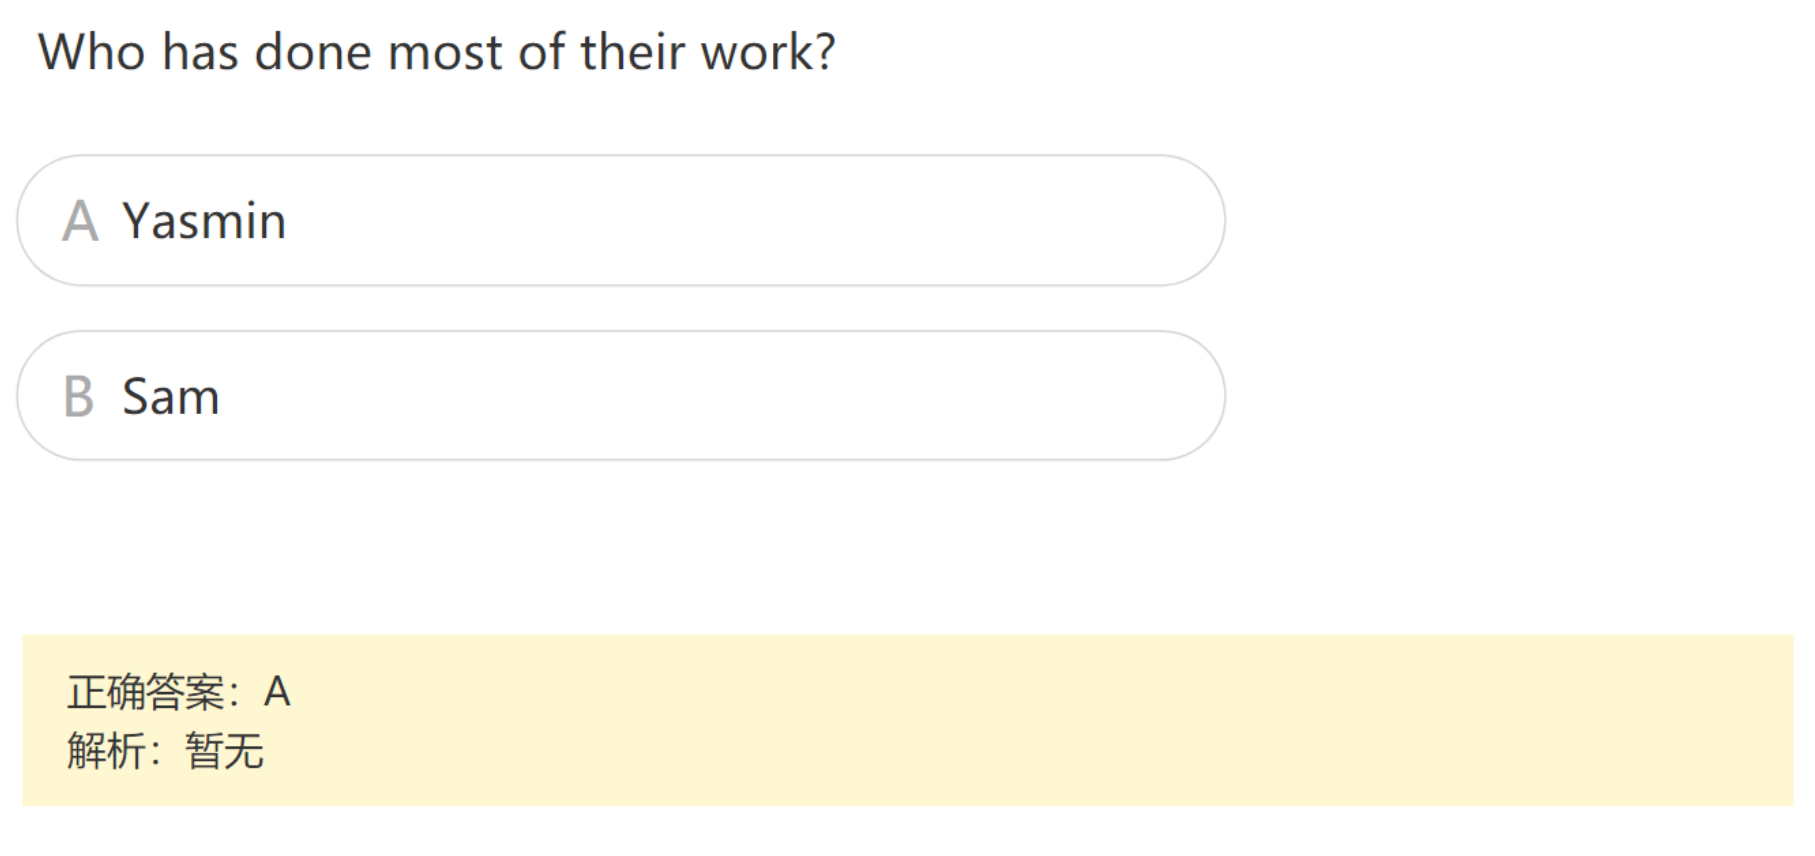 Who has done most of their work?
A Yasmin
B Sam
正确答案：A
解析：暂无